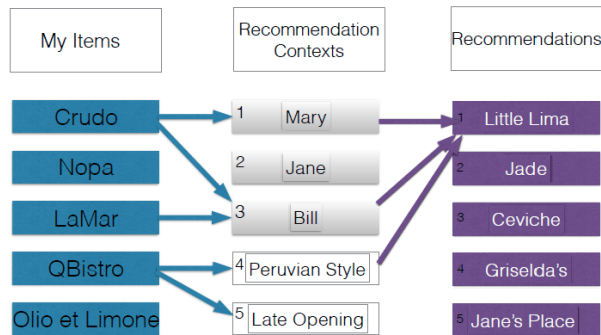 My Items
Recommendation
Contexts
Recommendations
Crudo
1 Mary
1 Little Lima
Nopa
2 Jane
2 Jade
LaMar
3 Bill
3 Ceviche
QBistro
4 Peruvian Style
4 Griselda's
Olio et Limone
5 Late Opening
5 Jane's Place